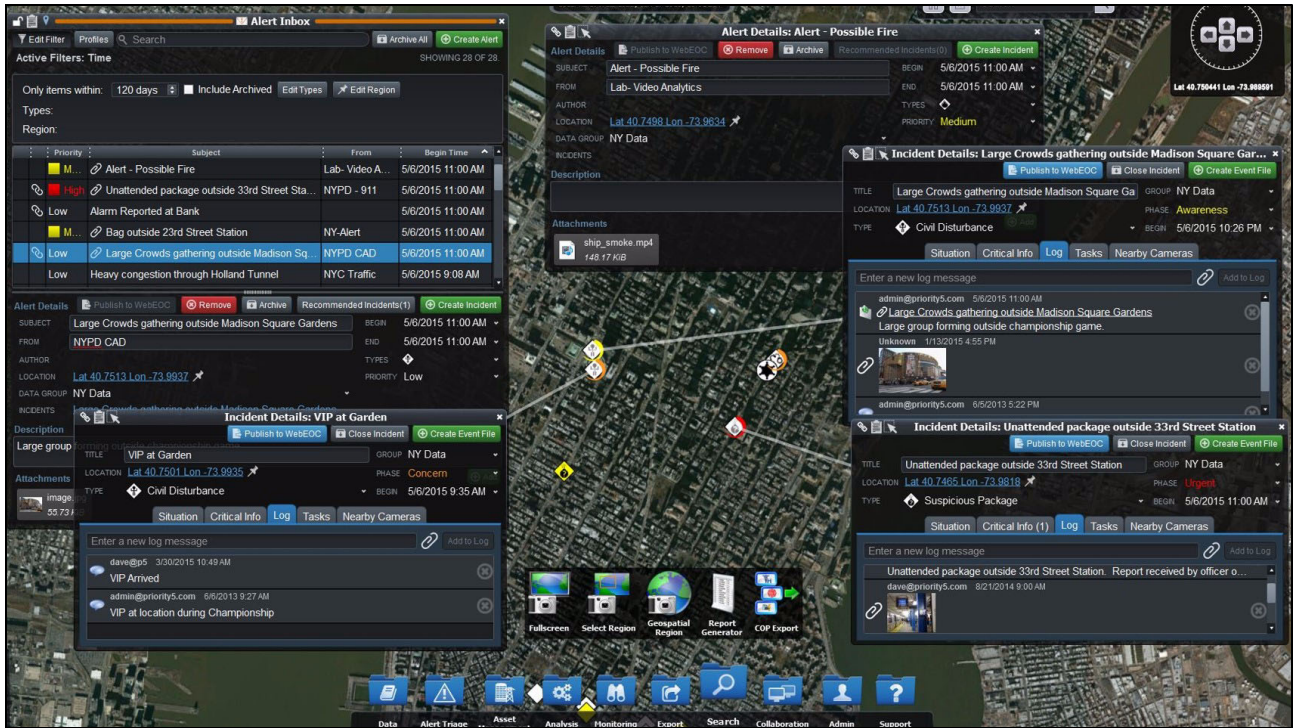 Alert Inbox
Edit Filter Profiles Search Archive All Create Alert
Active Filters: Time SHOWING 28 OF 28.
Only items within: 120 days Include Archived Edit Types Edit Region
Types:
Region:
Priority Subject From Begin Time
M... Alert - Possible Fire Lab- Video A... 5/6/2015 11:00 AM
High Unattended package outside 33rd Street Sta... NYPD - 911 5/6/2015 11:00 AM
Low Alarm Reported at Bank 5/6/2015 11:00 AM
M... Bag outside 23rd Street Station NY-Alert 5/6/2015 11:00 AM
Low Large Crowds gathering outside Madison Sq... NYPD CAD 5/6/2015 11:00 AM
Low Heavy congestion through Holland Tunnel NYC Traffic 5/6/2015 9:08 AM
Alert Details Publish to WebEOC Remove Archive Recommended Incidents(1) Create Incident
SUBJECT Large Crowds gathering outside Madison Square Gardens BEGIN 5/6/2015 11:00 AM
FROM NYPD CAD END 5/6/2015 11:00 AM
AUTHOR TYPES
LOCATION Lat 40.7513 Lon -73.9937 PRIORITY Low
DATA GROUP NY Data
INCIDENTS Large Crowds gathering outside Madison Square Gardens
Description
Large group forming outside championship game.
Attachments
image.
55.73
Incident Details: VIP at Garden
Publish to WebEOC Close Incident Create Event File
TITLE VIP at Garden GROUP NY Data
LOCATION Lat 40.7501 Lon -73.9935 PHASE Concern
TYPE Civil Disturbance BEGIN 5/6/2015 9:35 AM
Situation Critical Info Log Tasks Nearby Cameras
Enter a new log message Add to Log
dave@p5 3/30/2015 10:49 AM
VIP Arrived
admin@priority5.com 6/6/2013 9:27 AM
VIP at location during Championship
Alert Details: Alert - Possible Fire
Alert Details Publish to WebEOC Remove Archive Recommended Incidents(0) Create Incident
SUBJECT Alert - Possible Fire BEGIN 5/6/2015 11:00 AM
FROM Lab- Video Analytics END 5/6/2015 11:00 AM
AUTHOR TYPES
LOCATION Lat 40.7498 Lon -73.9634 PRIORITY Medium
DATA GROUP NY Data
INCIDENTS
Description
Attachments
ship_smoke.mp4
148.17 KiB
Lat 40.750441 Lon -73.989591
Incident Details: Large Crowds gathering outside Madison Square Gar...
Publish to WebEOC Close Incident Create Event File
TITLE Large Crowds gathering outside Madison Square Ga GROUP NY Data
LOCATION Lat 40.7513 Lon -73.9937 PHASE Awareness
TYPE Civil Disturbance BEGIN 5/6/2015 10:26 PM
Situation Critical Info Log Tasks Nearby Cameras
Enter a new log message Add to Log
admin@priority5.com 5/6/2015 11:00 AM
Large Crowds gathering outside Madison Square Gardens
Large group forming outside championship game.
Unknown 1/13/2015 4:55 PM
admin@priority5.com 6/5/2013 5:22 PM
Incident Details: Unattended package outside 33rd Street Station
Publish to WebEOC Close Incident Create Event File
TITLE Unattended package outside 33rd Street Station GROUP NY Data
LOCATION Lat 40.7465 Lon -73.9818 PHASE Urgent
TYPE Suspicious Package BEGIN 5/6/2015 11:00 AM
Situation Critical Info (1) Log Tasks Nearby Cameras
Enter a new log message Add to Log
Unattended package outside 33rd Street Station. Report received by officer o...
dave@priority5.com 8/21/2014 9:00 AM
Fullscreen Select Region Geospatial Region Report Generator COP Export
Data Alert Triage Asset Analysis Monitoring Export Search Collaboration Admin Support